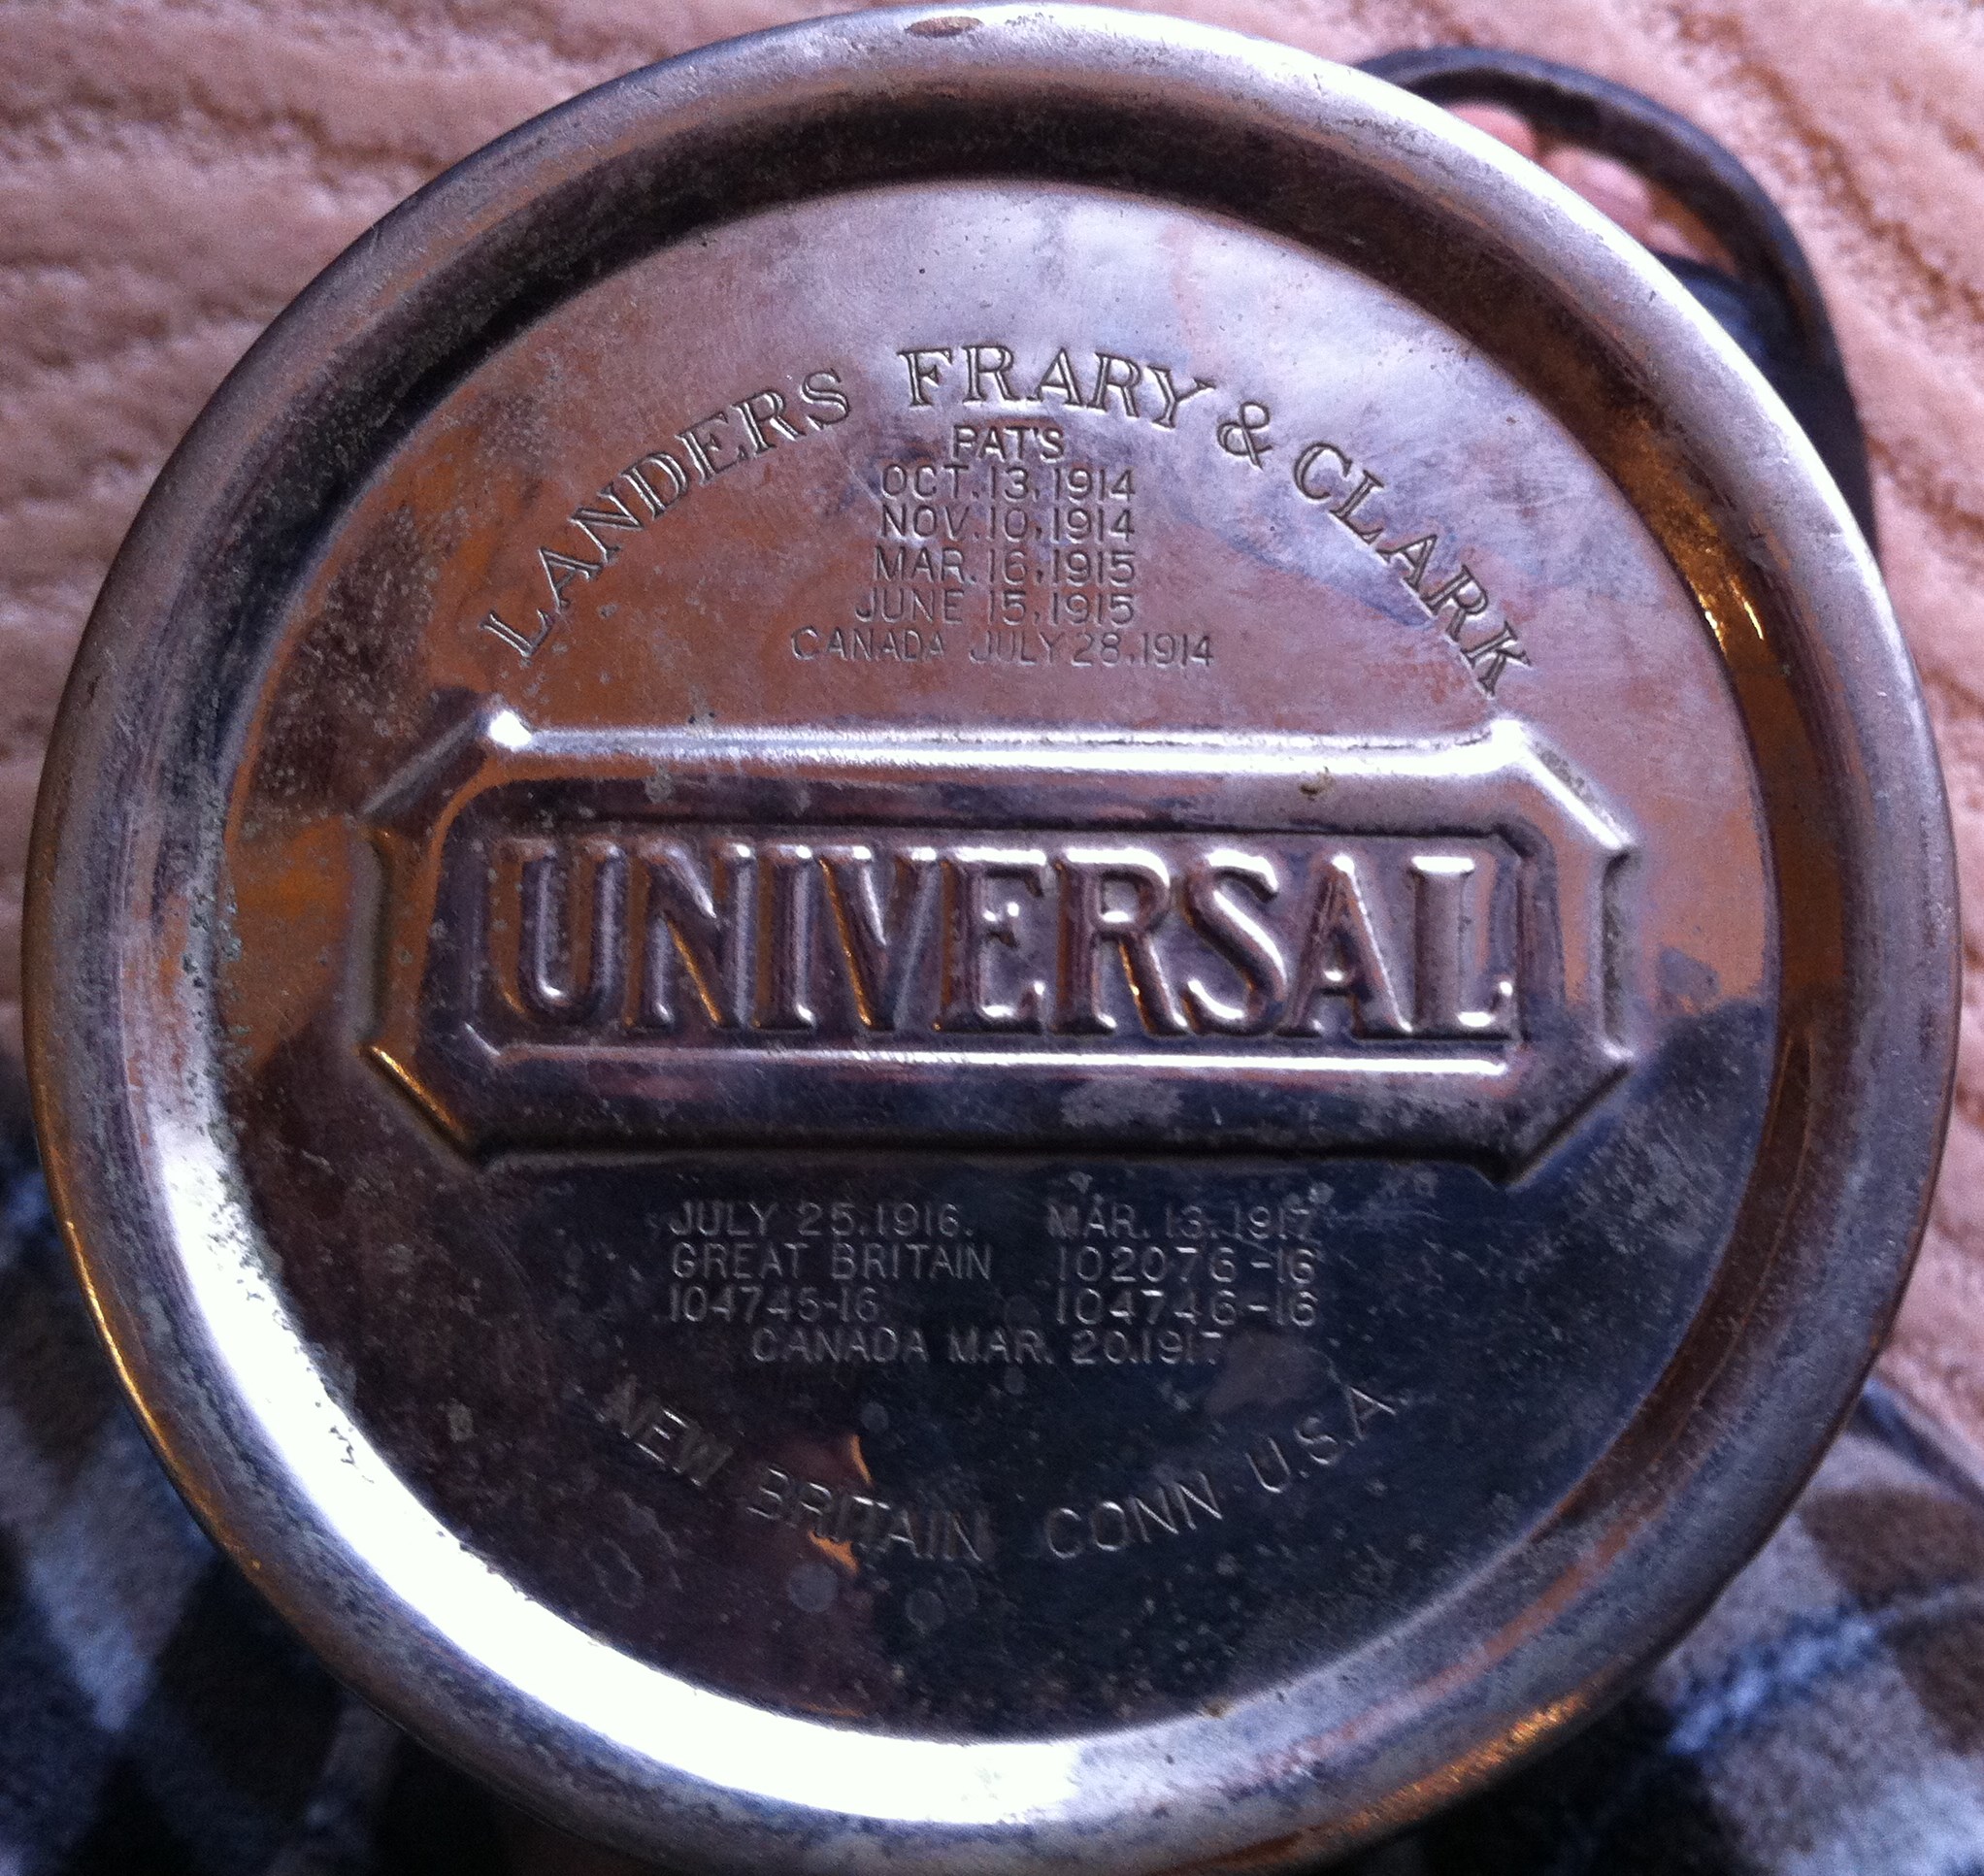 LANDERS FRARY & CLARK
PAT'S
OCT. 13, 1914
NOV. 10, 1914
MAR. 16, 1915
JUNE 15, 1915
CANADA JULY 28, 1914
UNIVERSAL
JULY 25, 1916. MAR. 13, 1917
GREAT BRITAIN 102076-16
104745-16 104746-16
CANADA MAR. 20, 1917
NEW BRITAIN CONN U.S.A.